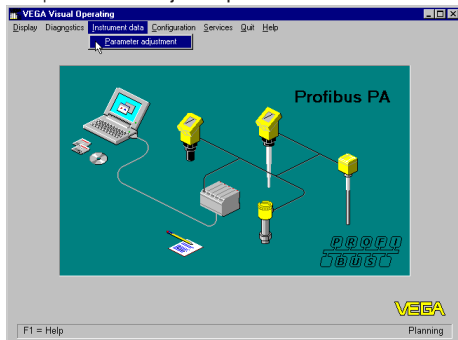 VEGA Visual Operating
Display Diagnostics Instrument data Configuration Services Quit Help
Parameter adjustment
Profibus PA
PROFI
BUS
VEGA
F1 = Help Planning